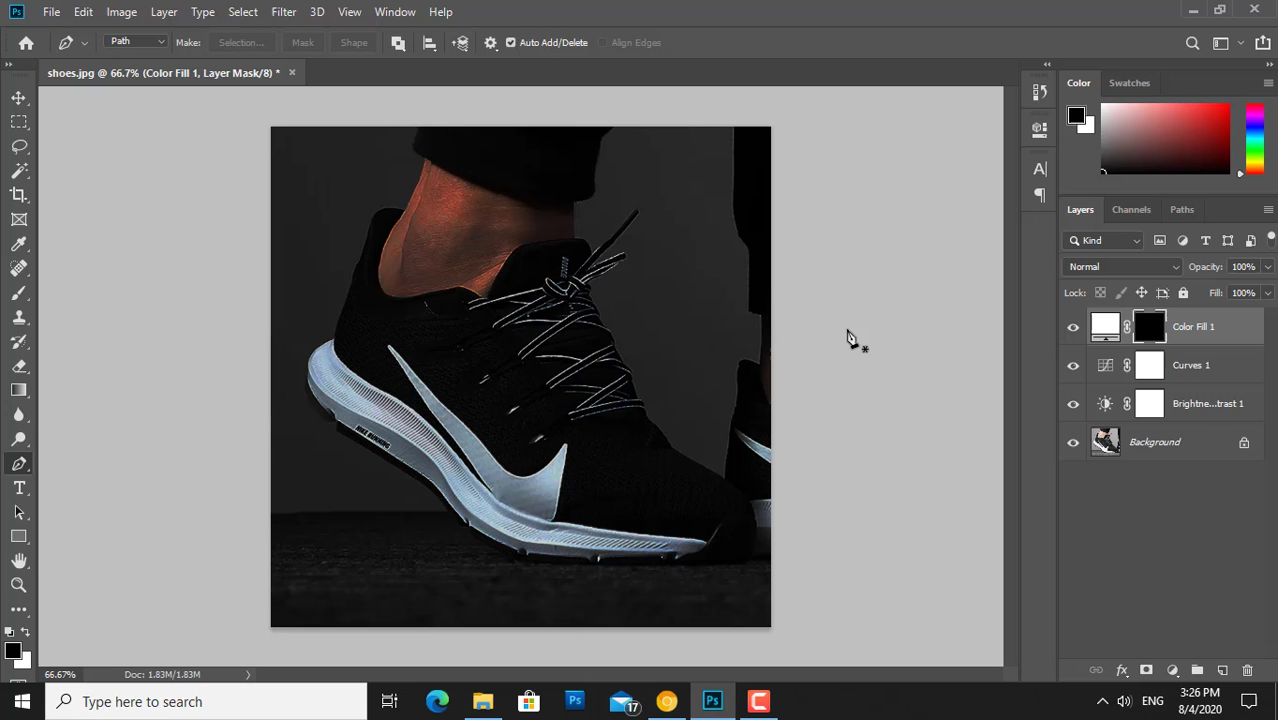 File Edit Image Layer Type Select Filter 3D View Window Help
Path Make: Selection... Mask Shape Auto Add/Delete Align Edges
shoes.jpg @ 66.7% (Color Fill 1, Layer Mask/8) *
Color Swatches
Layers Channels Paths
Kind
Normal Opacity: 100%
Lock: Fill: 100%
Color Fill 1
Curves 1
Brightne...trast 1
Background
NIKE RUNNING
66.67% Doc: 1.83M/1.83M
Type here to search
17
ENG
3:26 PM
8/4/2020